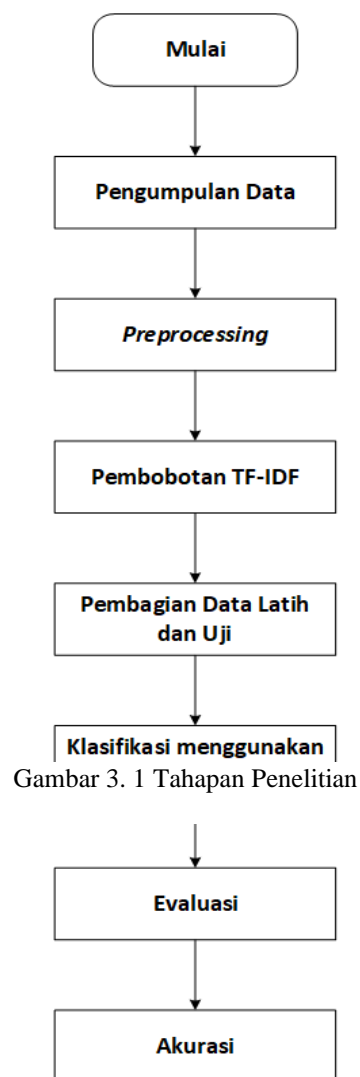 Mulai
Pengumpulan Data
Preprocessing
Pembobotan TF-IDF
Pembagian Data Latih
dan Uji
Klasifikasi menggunakan
Gambar 3. 1 Tahapan Penelitian
Evaluasi
Akurasi